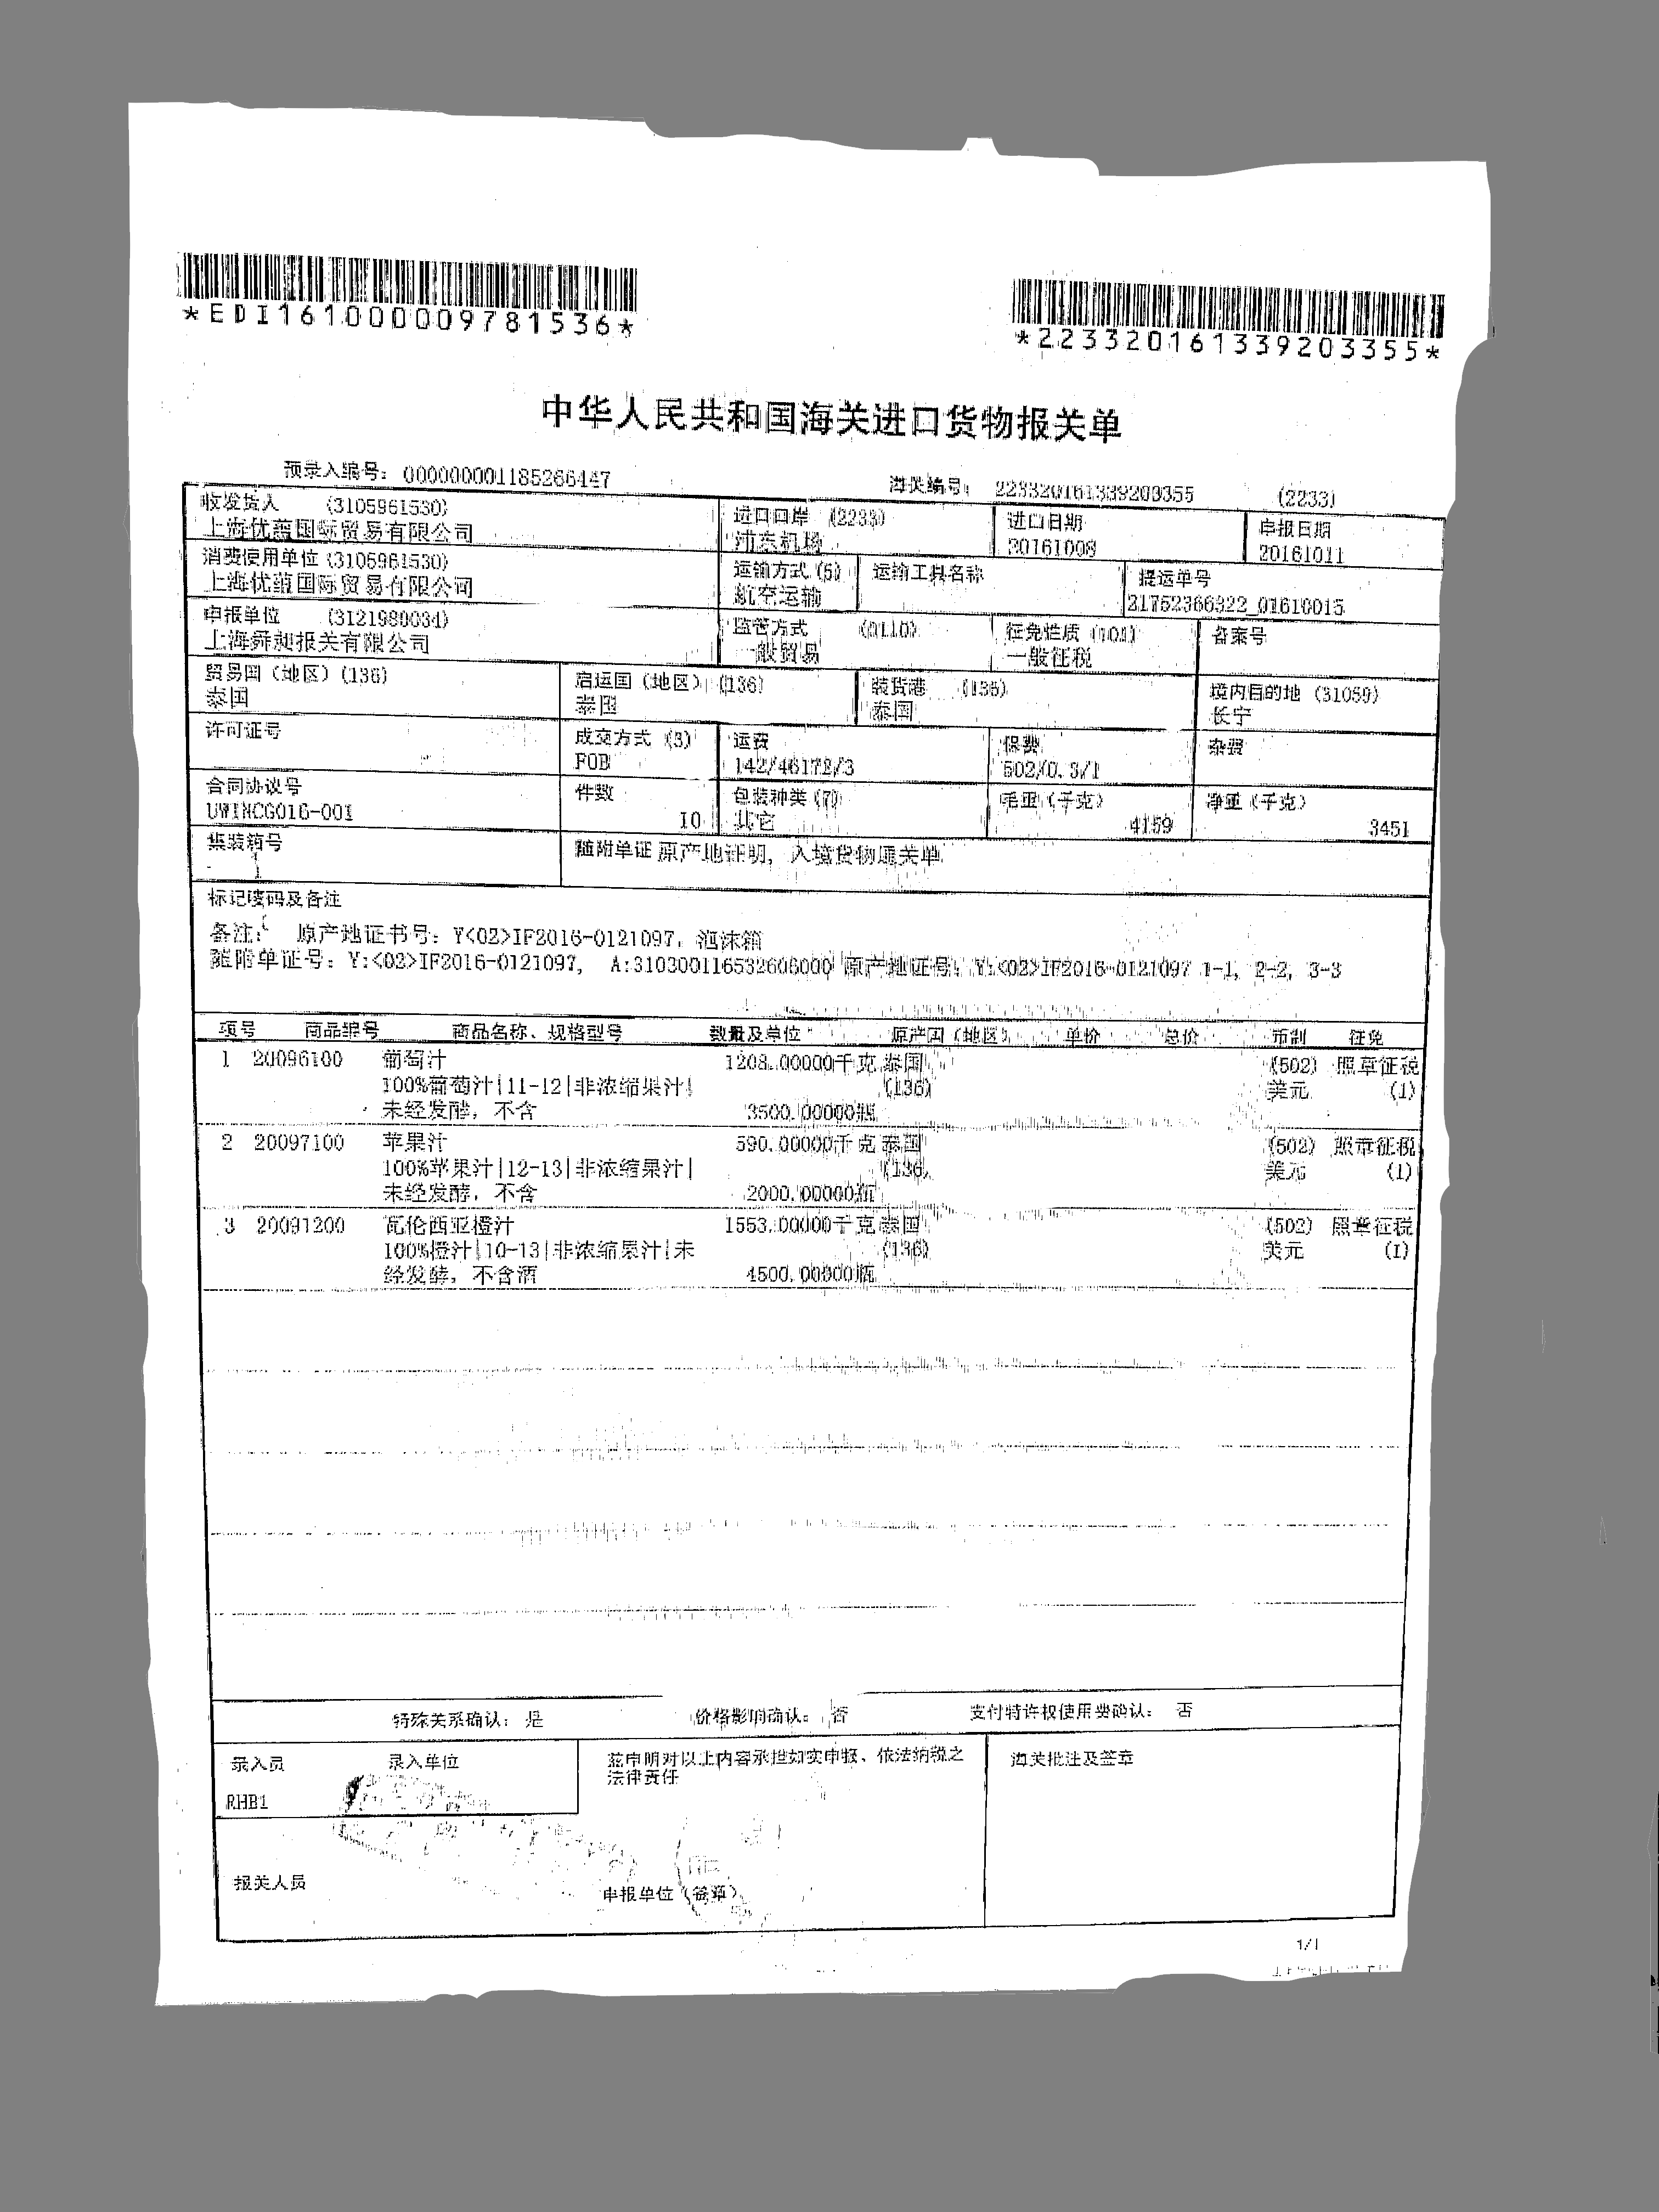 *EDI161000009781536*
*223320161339203355*
中华人民共和国海关进口货物报关单
预录入编号: 000000001185266447
海关编号: 223320161339203355 (2233)
收发货人 (3105961530)
上海优蓝国际贸易有限公司
进口口岸 (2233)
浦东机场
进口日期
20161008
申报日期
20161011
消费使用单位 (3105961530)
上海优蓝国际贸易有限公司
运输方式 (5)
航空运输
运输工具名称
提运单号
21752366322_01610015
申报单位 (3121980034)
上海舜昶报关有限公司
监管方式 (0110)
一般贸易
征免性质 (101)
一般征税
备案号
贸易国(地区) (136)
泰国
启运国(地区) (136)
泰国
装货港 (136)
泰国
境内目的地 (31059)
长宁
许可证号
成交方式 (3)
FOB
运费
142/46172/3
保费
502/0.3/1
杂费
合同协议号
UWINCG016-001
件数
10
包装种类 (7)
其它
毛重(千克)
4159
净重(千克)
3451
集装箱号
随附单证 原产地证明, 入境货物通关单
标记唛码及备注
备注: 原产地证书号: Y<02>IF2016-0121097, 泡沫箱
随附单证号: Y:<02>IF2016-0121097, A:310300116532608000 原产地证号: Y:<02>IF2016-0121097 1-1, 2-2, 3-3
项号 商品编号 商品名称、规格型号 数量及单位 原产国(地区) 单价 总价 币制 征免
1 20096100 葡萄汁 1208.00000千克 泰国 (502) 照章征税
100%葡萄汁|11-12|非浓缩果汁| (136) 美元 (1)
未经发酵, 不含 3500.00000瓶
2 20097100 苹果汁 590.00000千克 泰国 (502) 照章征税
100%苹果汁|12-13|非浓缩果汁| (136) 美元 (1)
未经发酵, 不含 2000.00000瓶
3 20091200 瓦伦西亚橙汁 1553.00000千克 泰国 (502) 照章征税
100%橙汁|10-13|非浓缩果汁|未 (136) 美元 (1)
经发酵, 不含酒 4500.00000瓶
特殊关系确认: 是 价格影响确认: 否 支付特许权使用费确认: 否
录入员 录入单位
RHB1
兹申明对以上内容承担如实申报、依法纳税之
法律责任
海关批注及签章
报关人员
申报单位(签章)
1/1